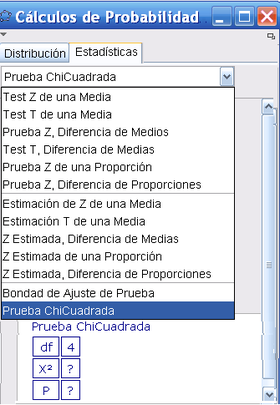 Cálculos de Probabilidad
Distribución Estadísticas
Prueba ChiCuadrada
Test Z de una Media
Test T de una Media
Prueba Z, Diferencia de Medios
Test T, Diferencia de Medias
Prueba Z de una Proporción
Prueba Z, Diferencia de Proporciones
Estimación de Z de una Media
Estimación T de una Media
Z Estimada, Diferencia de Medias
Z Estimada de una Proporción
Z Estimada, Diferencia de Proporciones
Bondad de Ajuste de Prueba
Prueba ChiCuadrada
Prueba ChiCuadrada
df 4
X² ?
P ?